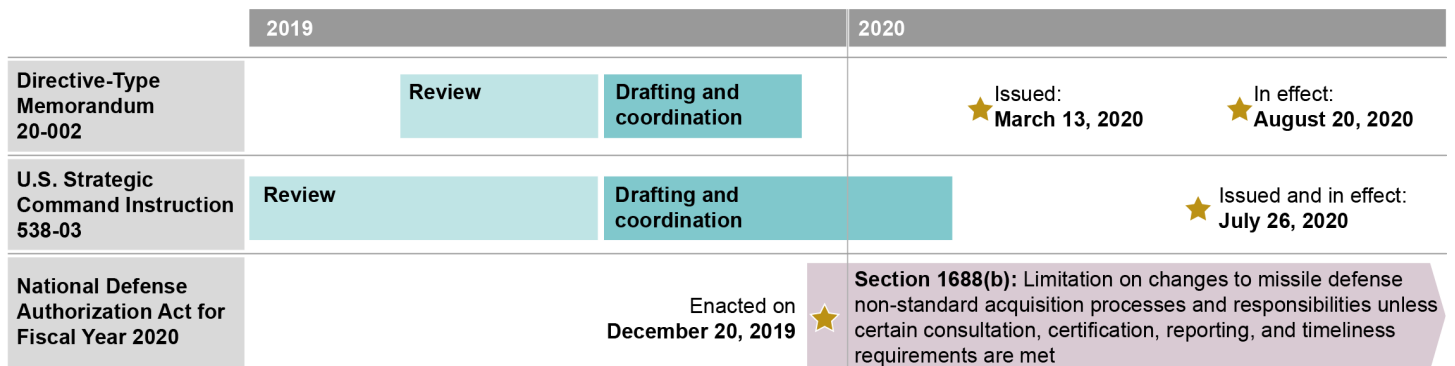 2019
2020
Directive-Type
Memorandum
20-002
Review
Drafting and
coordination
Issued:
March 13, 2020
In effect:
August 20, 2020
U.S. Strategic
Command Instruction
538-03
Review
Drafting and
coordination
Issued and in effect:
July 26, 2020
National Defense
Authorization Act for
Fiscal Year 2020
Enacted on
December 20, 2019
Section 1688(b): Limitation on changes to missile defense
non-standard acquisition processes and responsibilities unless
certain consultation, certification, reporting, and timeliness
requirements are met